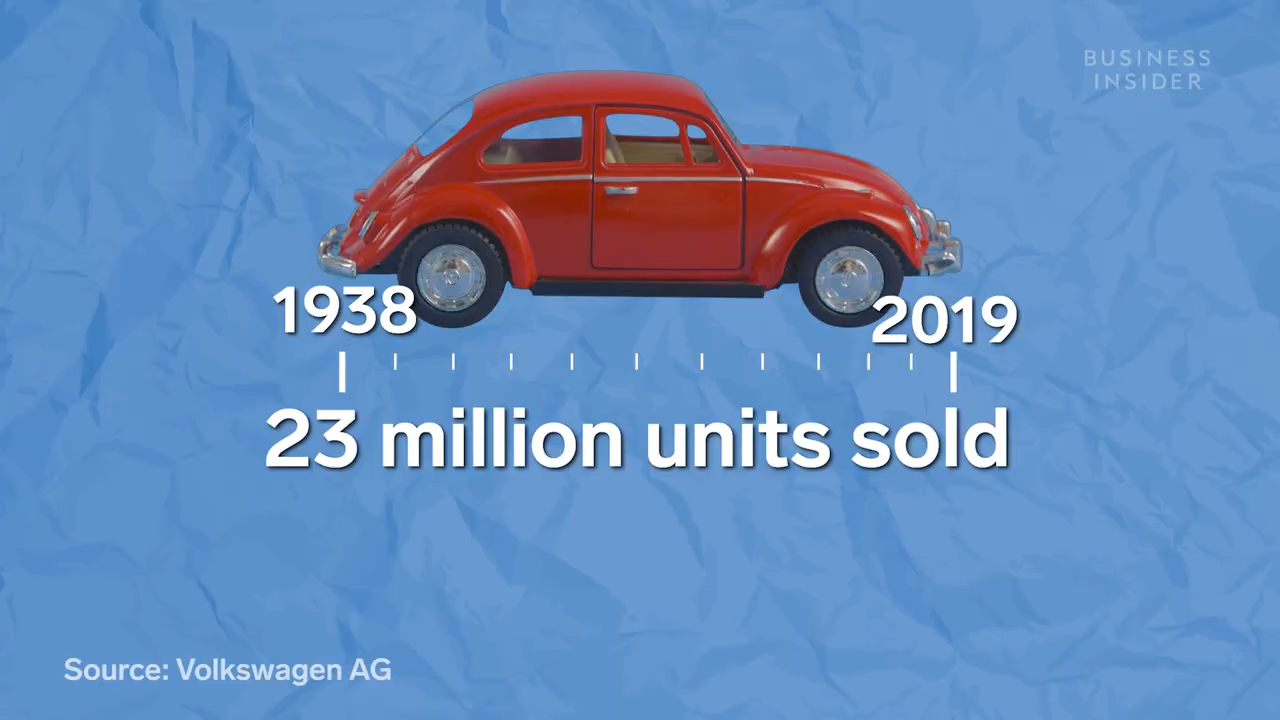 BUSINESS
INSIDER
1938
2019
23 million units sold
Source: Volkswagen AG